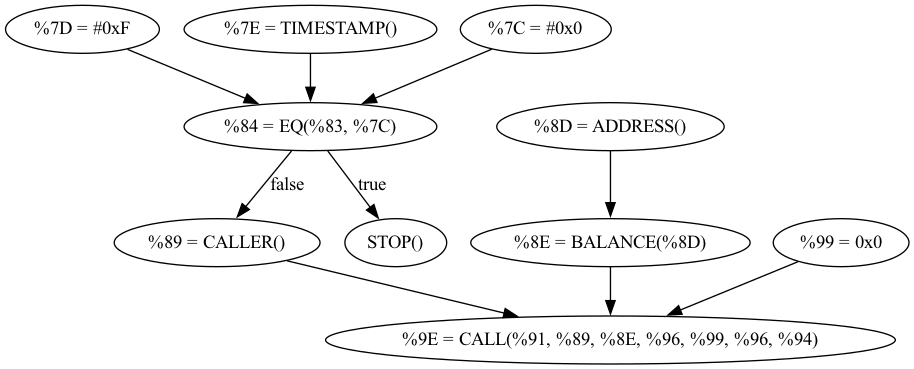 %7D = #0xF
%7E = TIMESTAMP()
%7C = #0x0
%84 = EQ(%83, %7C)
%8D = ADDRESS()
false
true
%89 = CALLER()
STOP()
%8E = BALANCE(%8D)
%99 = 0x0
%9E = CALL(%91, %89, %8E, %96, %99, %96, %94)